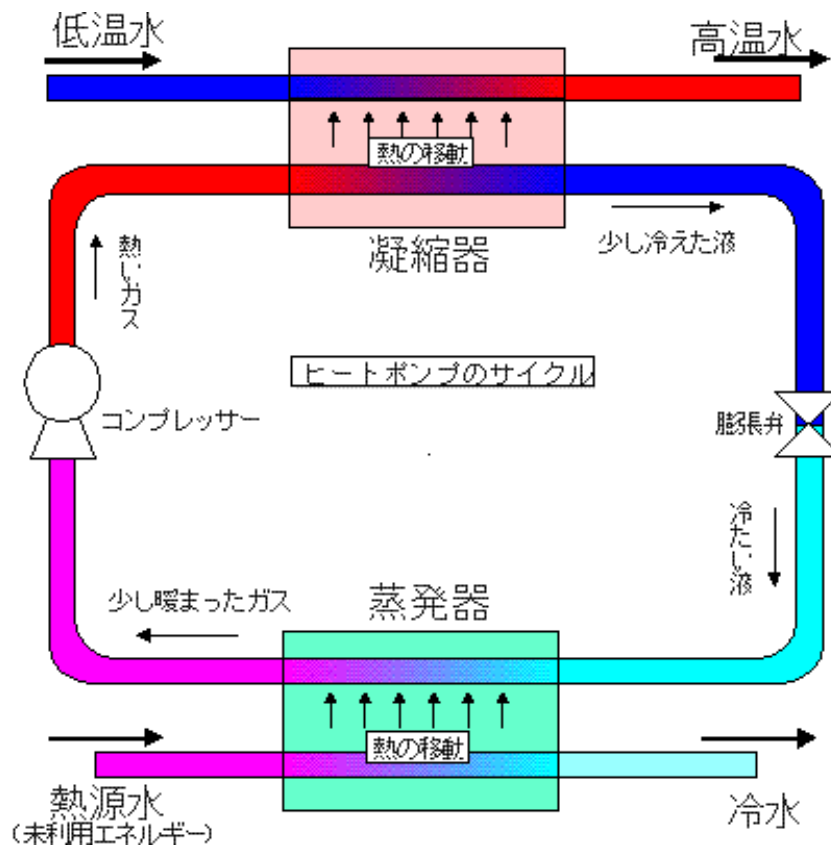 低温水
高温水
熱の移動
凝縮器
少し冷えた液
熱いガス
ヒートポンプのサイクル
コンプレッサー
膨張弁
冷たい液
少し暖まったガス
蒸発器
熱の移動
熱源水
(未利用エネルギー)
冷水